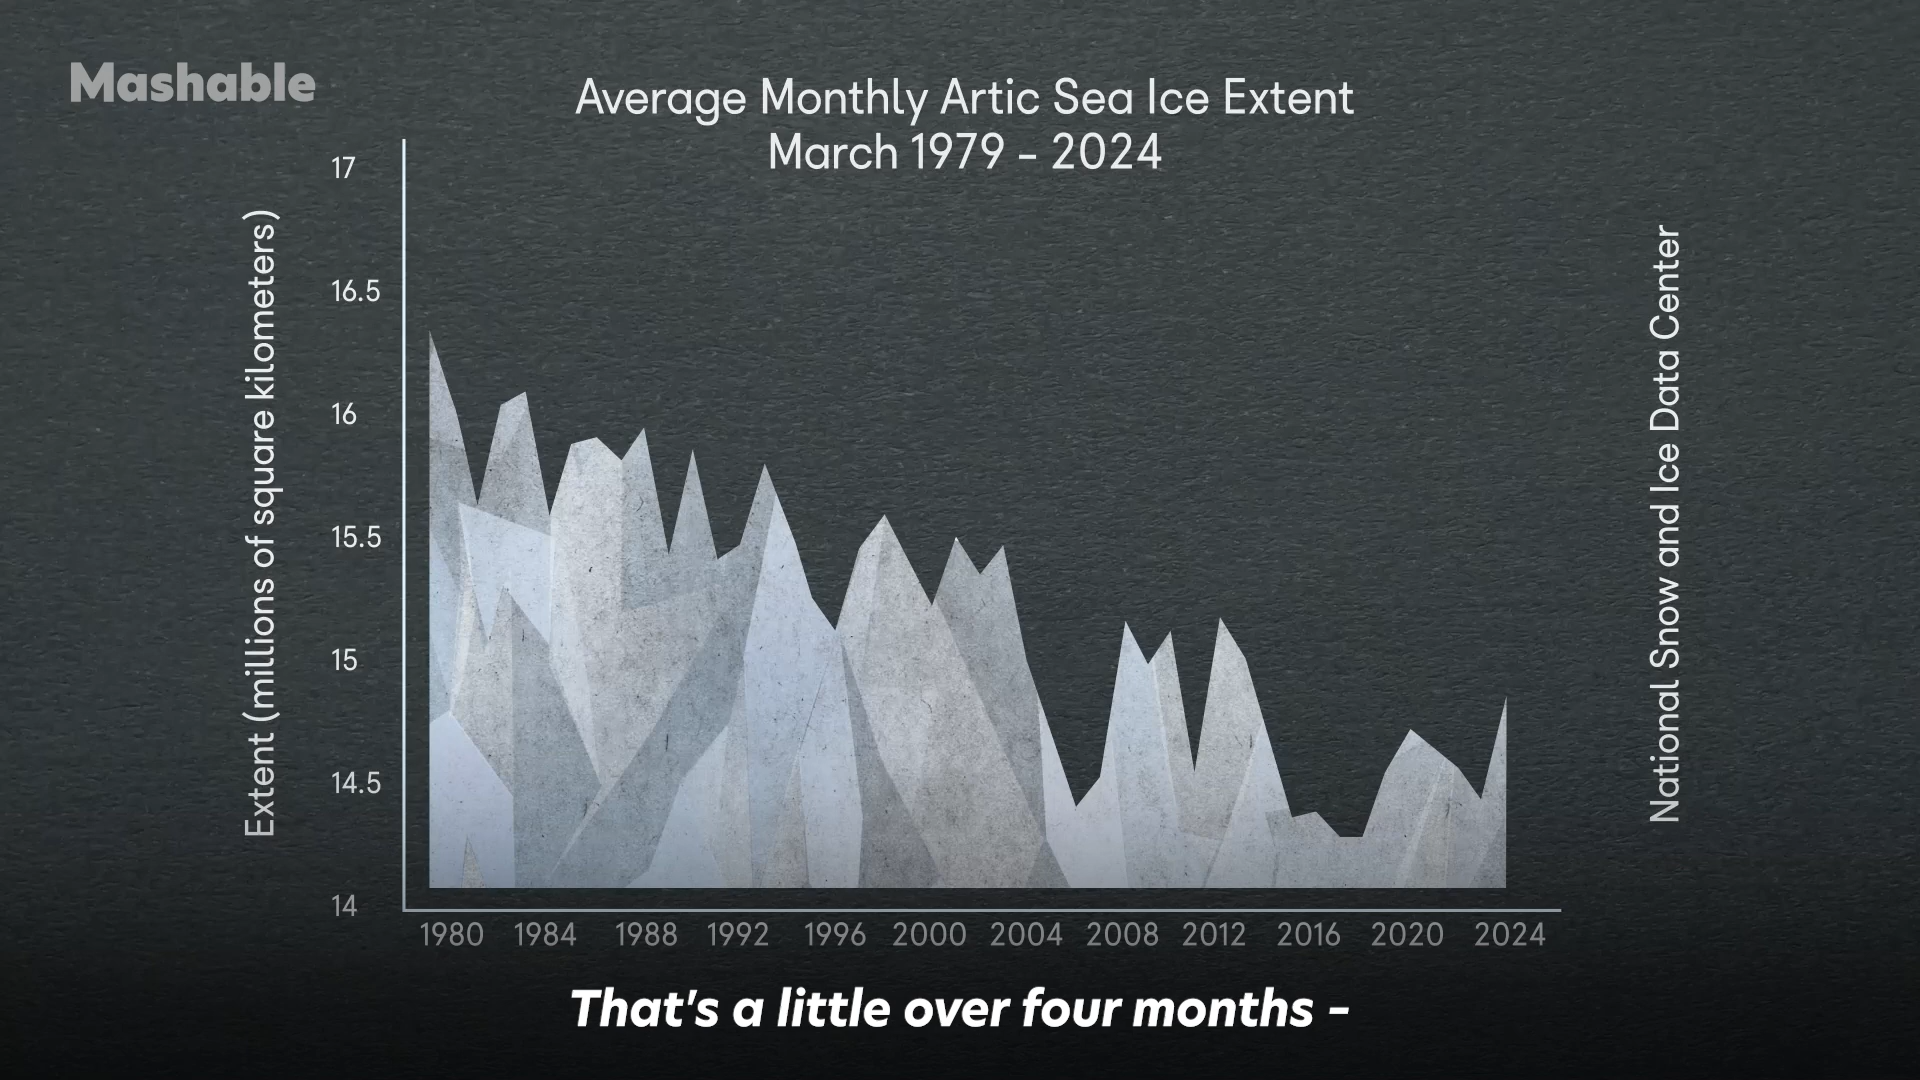 Mashable
Average Monthly Artic Sea Ice Extent
March 1979 – 2024
Extent (millions of square kilometers)
17
16.5
16
15.5
15
14.5
14
1980 1984 1988 1992 1996 2000 2004 2008 2012 2016 2020 2024
National Snow and Ice Data Center
That's a little over four months –